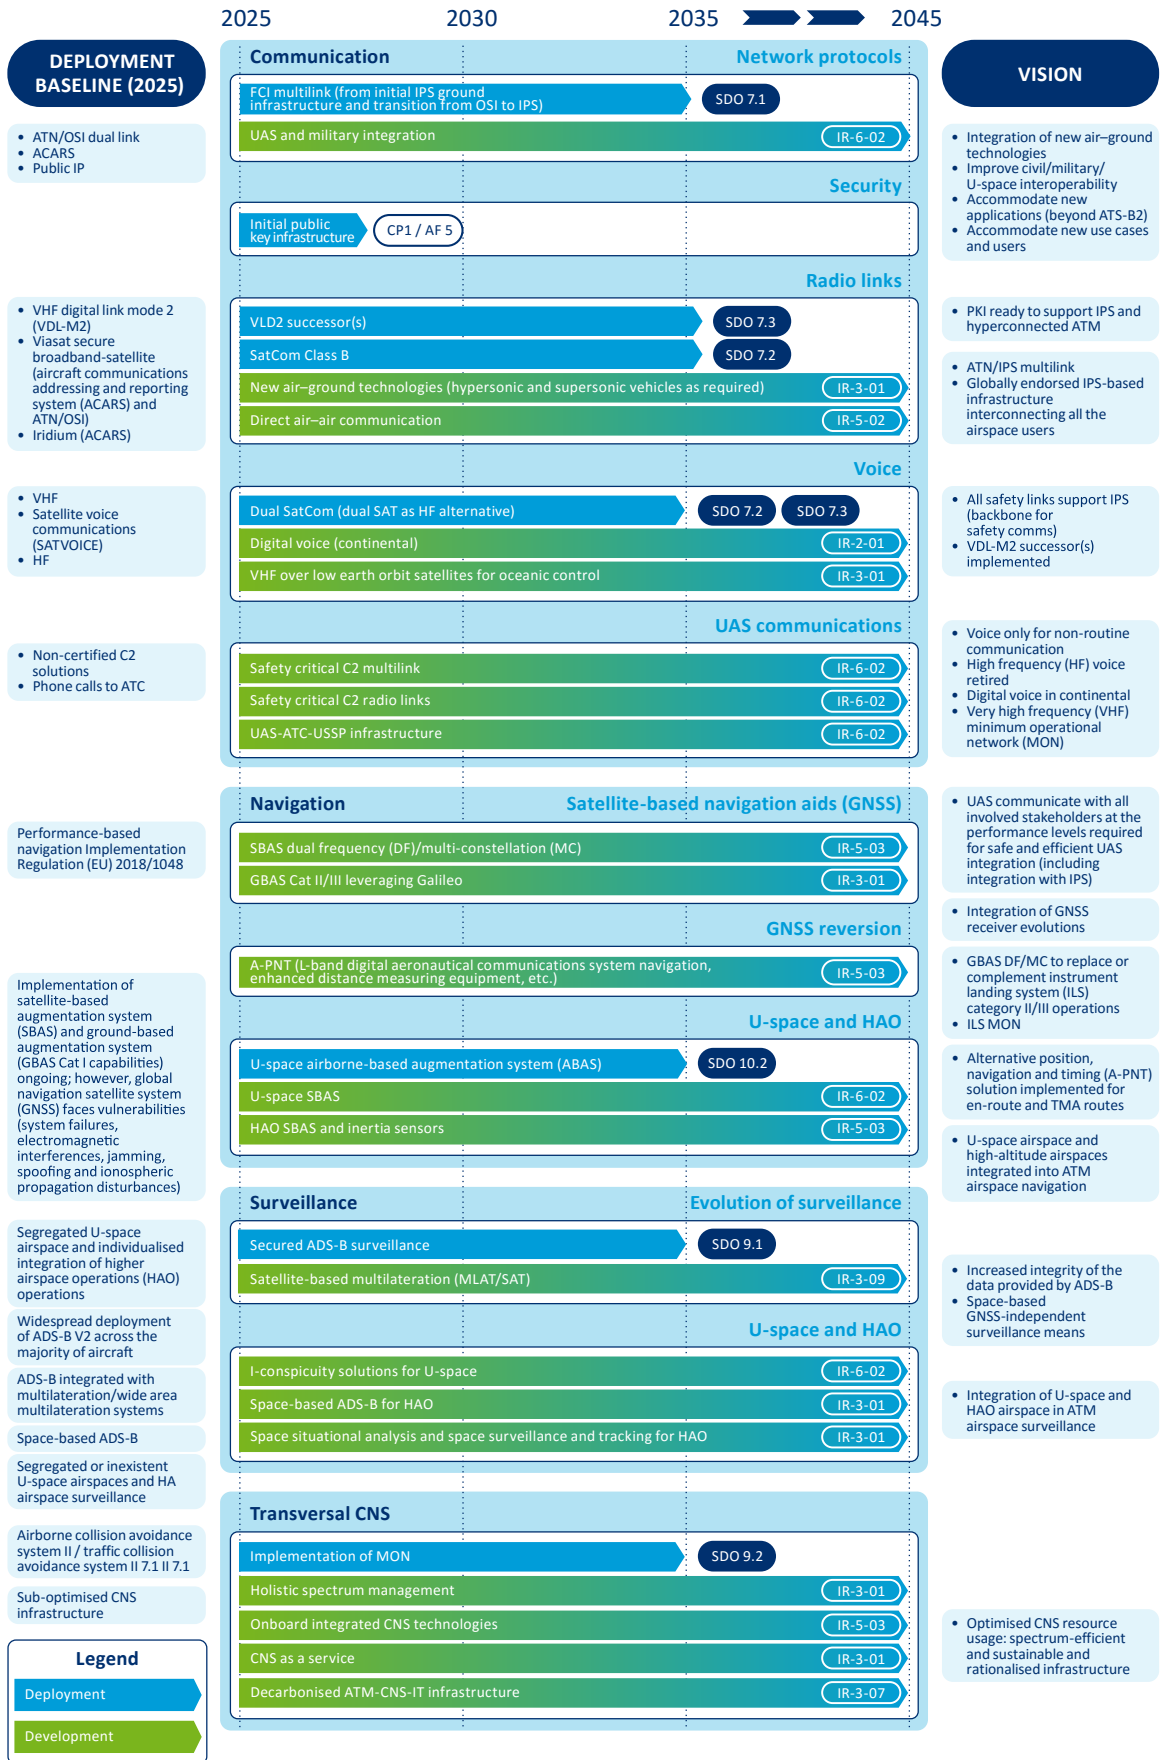 2025
2030
2035
2045
DEPLOYMENT
BASELINE (2025)
• ATN/OSI dual link
• ACARS
• Public IP
• VHF digital link mode 2
(VDL-M2)
• Viasat secure
broadband-satellite
(aircraft communications
addressing and reporting
system (ACARS) and
ATN/OSI)
• Iridium (ACARS)
• VHF
• Satellite voice
communications
(SATVOICE)
• HF
• Non-certified C2
solutions
• Phone calls to ATC
Performance-based
navigation Implementation
Regulation (EU) 2018/1048
Implementation of
satellite-based
augmentation system
(SBAS) and ground-based
augmentation system
(GBAS Cat I capabilities)
ongoing; however, global
navigation satellite system
(GNSS) faces vulnerabilities
(system failures,
electromagnetic
interferences, jamming,
spoofing and ionospheric
propagation disturbances)
Segregated U-space
airspace and individualised
integration of higher
airspace operations (HAO)
operations
Widespread deployment
of ADS-B V2 across the
majority of aircraft
ADS-B integrated with
multilateration/wide area
multilateration systems
Space-based ADS-B
Segregated or inexistent
U-space airspaces and HA
airspace surveillance
Airborne collision avoidance
system II / traffic collision
avoidance system II 7.1 II 7.1
Sub-optimised CNS
infrastructure
Legend
Deployment
Development
Communication
Network protocols
FCI multilink (from initial IPS ground
infrastructure and transition from OSI to IPS)
SDO 7.1
UAS and military integration
IR-6-02
Security
Initial public
key infrastructure
CP1 / AF 5
Radio links
VLD2 successor(s)
SDO 7.3
SatCom Class B
SDO 7.2
New air–ground technologies (hypersonic and supersonic vehicles as required)
IR-3-01
Direct air–air communication
IR-5-02
Voice
Dual SatCom (dual SAT as HF alternative)
SDO 7.2
SDO 7.3
Digital voice (continental)
IR-2-01
VHF over low earth orbit satellites for oceanic control
IR-3-01
UAS communications
Safety critical C2 multilink
IR-6-02
Safety critical C2 radio links
IR-6-02
UAS-ATC-USSP infrastructure
IR-6-02
Navigation
Satellite-based navigation aids (GNSS)
SBAS dual frequency (DF)/multi-constellation (MC)
IR-5-03
GBAS Cat II/III leveraging Galileo
IR-3-01
GNSS reversion
A-PNT (L-band digital aeronautical communications system navigation,
enhanced distance measuring equipment, etc.)
IR-5-03
U-space and HAO
U-space airborne-based augmentation system (ABAS)
SDO 10.2
U-space SBAS
IR-6-02
HAO SBAS and inertia sensors
IR-5-03
Surveillance
Evolution of surveillance
Secured ADS-B surveillance
SDO 9.1
Satellite-based multilateration (MLAT/SAT)
IR-3-09
U-space and HAO
I-conspicuity solutions for U-space
IR-6-02
Space-based ADS-B for HAO
IR-3-01
Space situational analysis and space surveillance and tracking for HAO
IR-3-01
Transversal CNS
Implementation of MON
SDO 9.2
Holistic spectrum management
IR-3-01
Onboard integrated CNS technologies
IR-5-03
CNS as a service
IR-3-01
Decarbonised ATM-CNS-IT infrastructure
IR-3-07
VISION
• Integration of new air–ground
technologies
• Improve civil/military/
U-space interoperability
• Accommodate new
applications (beyond ATS-B2)
• Accommodate new use cases
and users
• PKI ready to support IPS and
hyperconnected ATM
• ATN/IPS multilink
• Globally endorsed IPS-based
infrastructure
interconnecting all the
airspace users
• All safety links support IPS
(backbone for
safety comms)
• VDL-M2 successor(s)
implemented
• Voice only for non-routine
communication
• High frequency (HF) voice
retired
• Digital voice in continental
• Very high frequency (VHF)
minimum operational
network (MON)
• UAS communicate with all
involved stakeholders at the
performance levels required
for safe and efficient UAS
integration (including
integration with IPS)
• Integration of GNSS
receiver evolutions
• GBAS DF/MC to replace or
complement instrument
landing system (ILS)
category II/III operations
• ILS MON
• Alternative position,
navigation and timing (A-PNT)
solution implemented for
en-route and TMA routes
• U-space airspace and
high-altitude airspaces
integrated into ATM
airspace navigation
• Increased integrity of the
data provided by ADS-B
• Space-based
GNSS-independent
surveillance means
• Integration of U-space and
HAO airspace in ATM
airspace surveillance
• Optimised CNS resource
usage: spectrum-efficient
and sustainable and
rationalised infrastructure